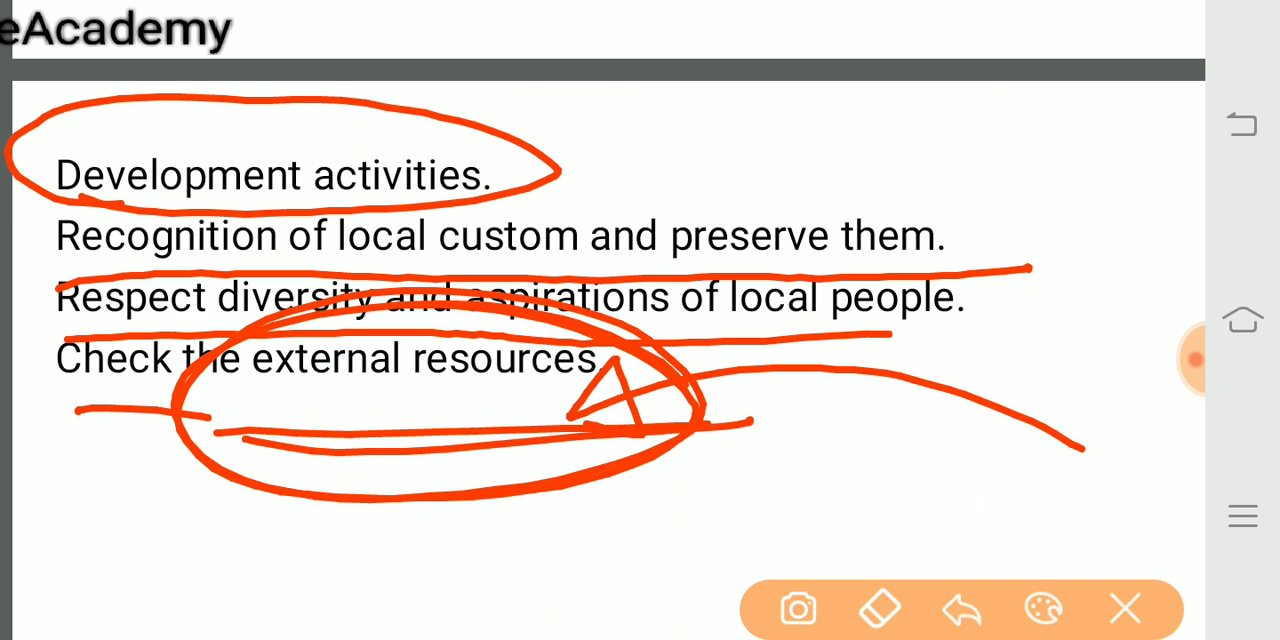 eAcademy
Development activities.
Recognition of local custom and preserve them.
Respect diversity and aspirations of local people.
Check the external resources.